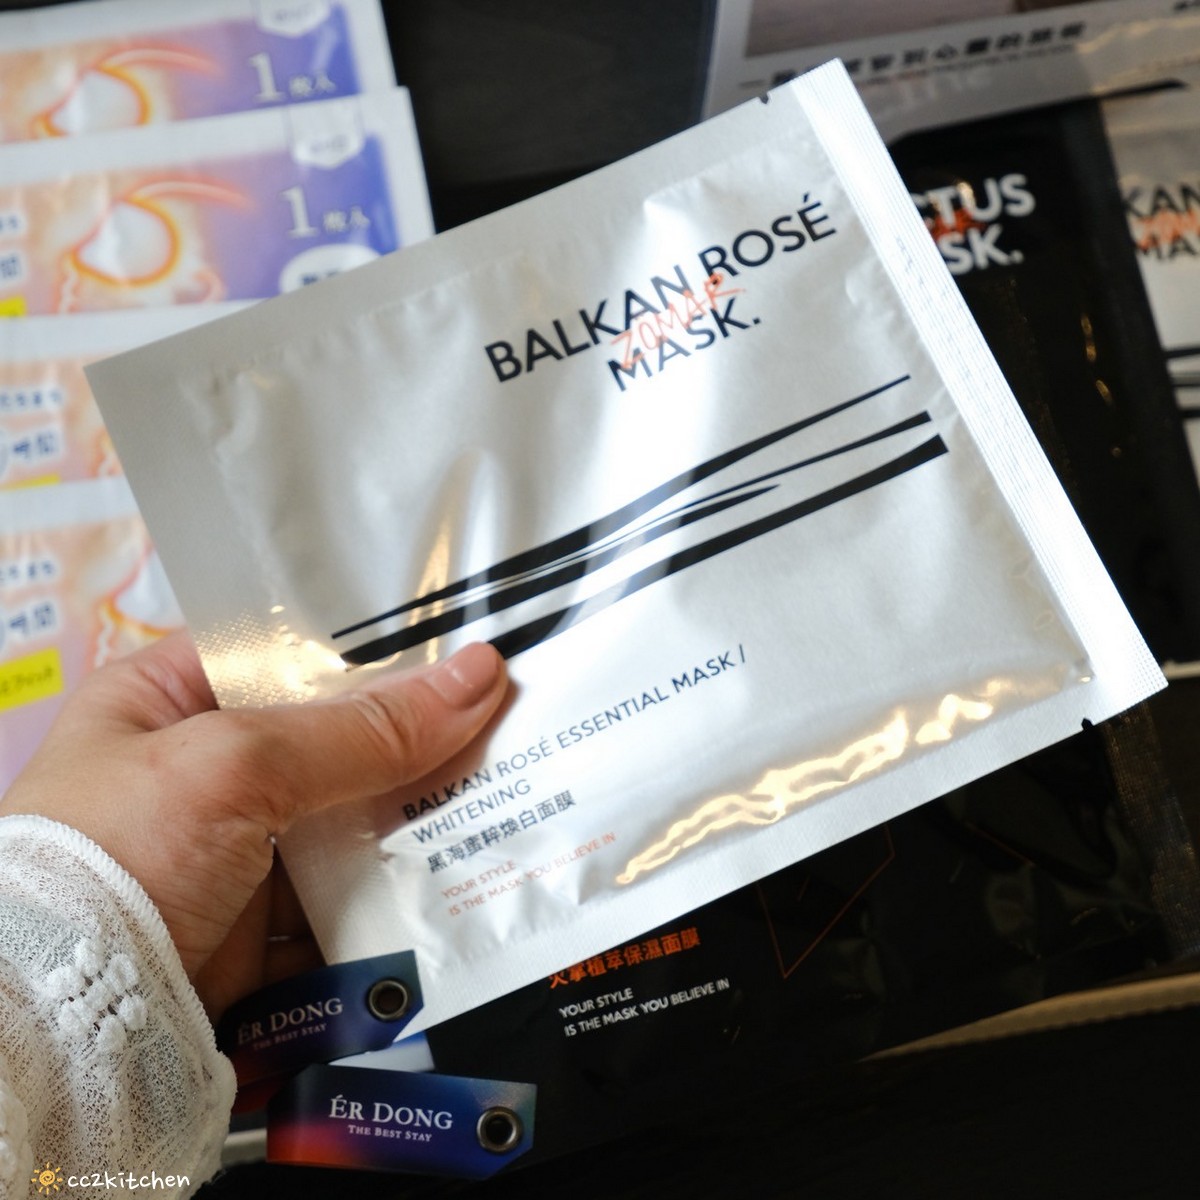 1 枚入
1 枚入
CTUS
SK.
KAN
BALKAN ROSÉ
ZOMAR
MASK.
BALKAN ROSÉ ESSENTIAL MASK /
WHITENING
黑海蜜粹煥白面膜
YOUR STYLE
IS THE MASK YOU BELIEVE IN
火掌植萃保濕面膜
YOUR STYLE
IS THE MASK YOU BELIEVE IN
ÉR DONG
THE BEST STAY
ÉR DONG
THE BEST STAY
cc2kitchen